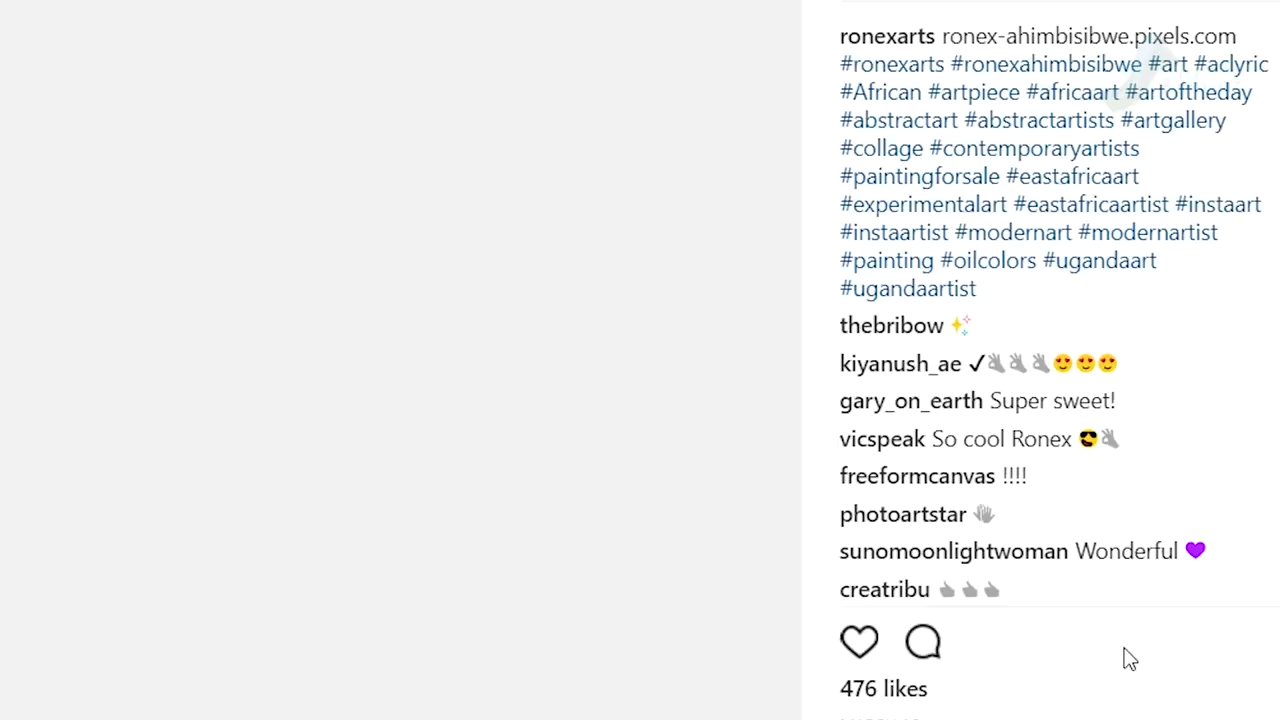 ronexarts ronex-ahimbisibwe.pixels.com
#ronexarts #ronexahimbisibwe #art #aclyric
#African #artpiece #africaart #artoftheday
#abstractart #abstractartists #artgallery
#collage #contemporaryartists
#paintingforsale #eastafricaart
#experimentalart #eastafricaartist #instaart
#instaartist #modernart #modernartist
#painting #oilcolors #ugandaart
#ugandaartist
thebribow ✨
kiyanush_ae ✔👌👌👌😍😍😍
gary_on_earth Super sweet!
vicspeak So cool Ronex 😎👌
freeformcanvas !!!!
photoartstar 👋
sunomoonlightwoman Wonderful 💜
creatribu 👍👍👍
476 likes